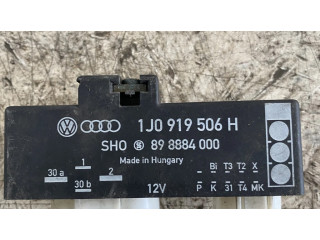 1J0 919 506 H
SHO 89 8884 000
Made in Hungary
1
30 a 2
30 b
12V
Bi T3 T2 X
P K 31 T4 MK